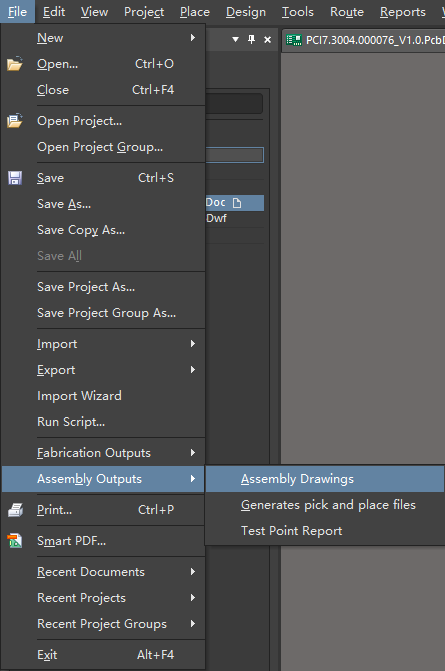 File Edit View Project Place Design Tools Route Reports W
New
PCI7.3004.000076_V1.0.Pcb
Open... Ctrl+O
Close Ctrl+F4
Open Project...
Open Project Group...
Save Ctrl+S
Save As...
Doc
Dwf
Save Copy As...
Save All
Save Project As...
Save Project Group As...
Import
Export
Import Wizard
Run Script...
Fabrication Outputs
Assembly Outputs
Assembly Drawings
Generates pick and place files
Test Point Report
Print... Ctrl+P
Smart PDF...
Recent Documents
Recent Projects
Recent Project Groups
Exit Alt+F4